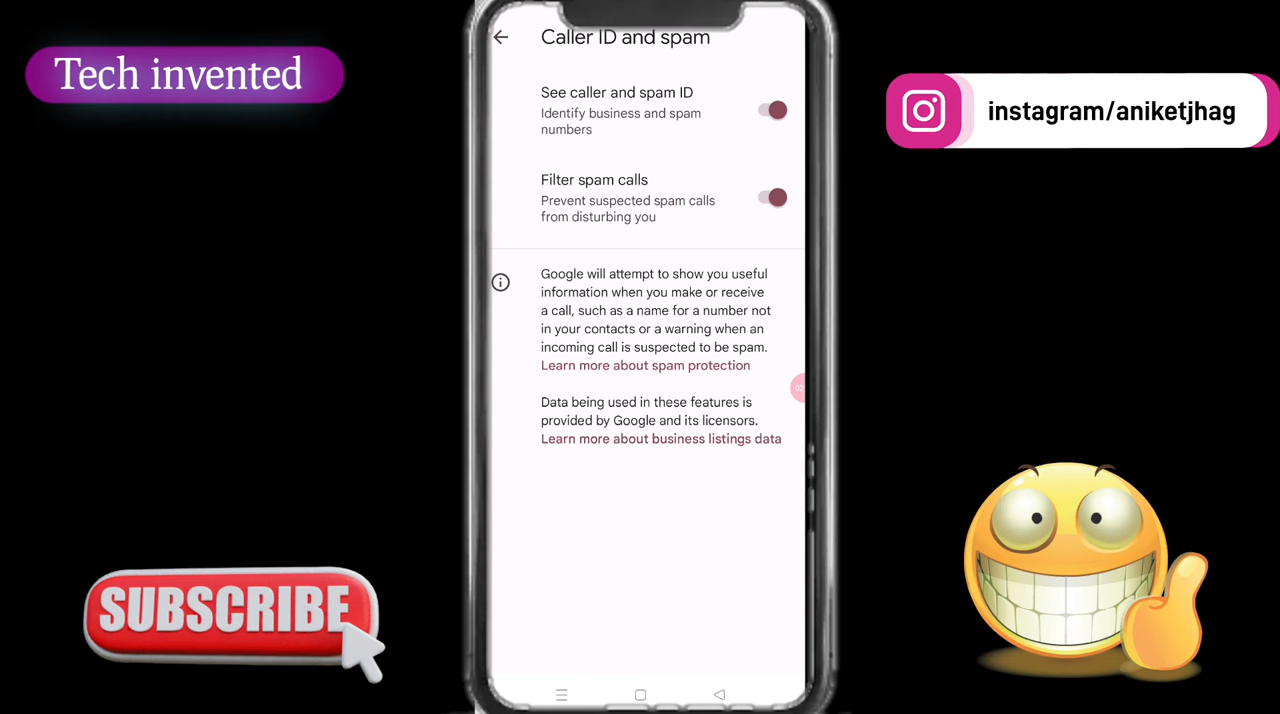 Tech invented
Caller ID and spam
See caller and spam ID
Identify business and spam
numbers
Filter spam calls
Prevent suspected spam calls
from disturbing you
Google will attempt to show you useful
information when you make or receive
a call, such as a name for a number not
in your contacts or a warning when an
incoming call is suspected to be spam.
Learn more about spam protection
Data being used in these features is
provided by Google and its licensors.
Learn more about business listings data
instagram/aniketjhag
SUBSCRIBE